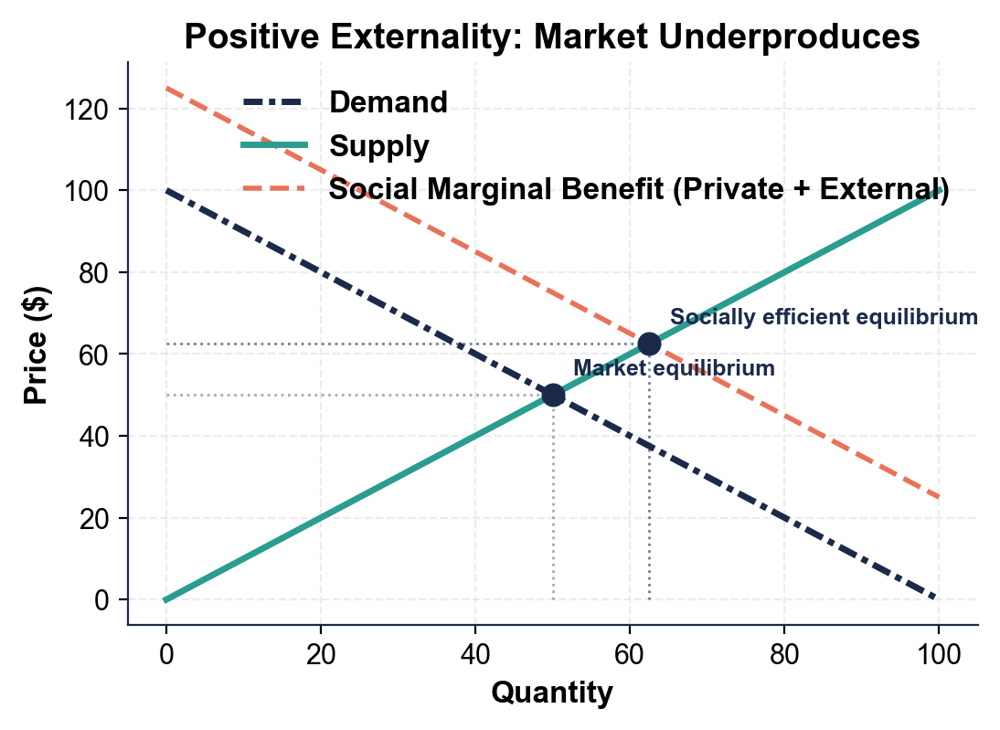 Positive Externality: Market Underproduces
Demand
Supply
Social Marginal Benefit (Private + External)
Socially efficient equilibrium
Market equilibrium
Price ($)
120
100
80
60
40
20
0
0 20 40 60 80 100
Quantity